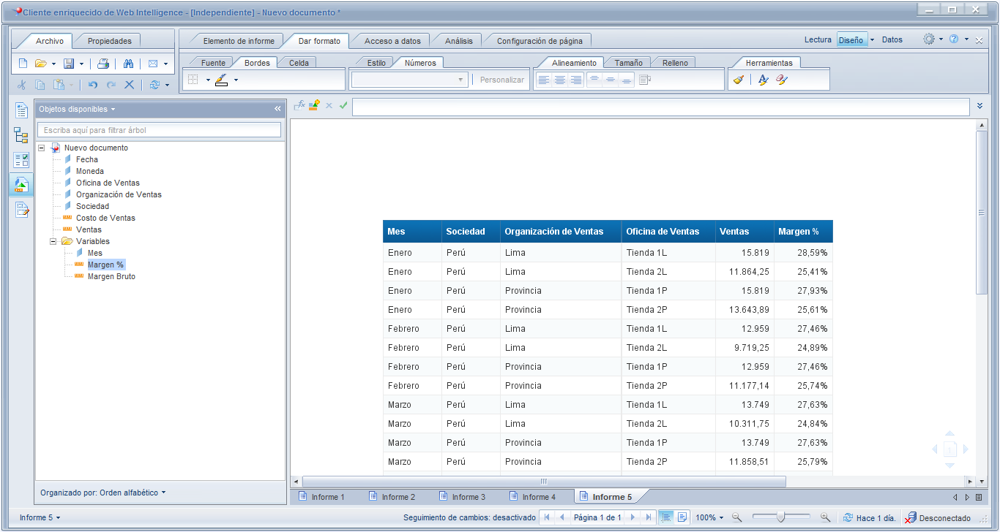 Cliente enriquecido de Web Intelligence - [Independiente] - Nuevo documento *
Archivo Propiedades Elemento de informe Dar formato Acceso a datos Análisis Configuración de página Lectura Diseño Datos
Fuente Bordes Celda Estilo Números Alineamiento Tamaño Relleno Herramientas
Personalizar
Objetos disponibles
Escriba aquí para filtrar árbol
Nuevo documento
Fecha
Moneda
Oficina de Ventas
Organización de Ventas
Sociedad
Costo de Ventas
Ventas
Variables
Mes
Margen %
Margen Bruto
Organizado por: Orden alfabético
Mes Sociedad Organización de Ventas Oficina de Ventas Ventas Margen %
Enero Perú Lima Tienda 1L 15.819 28,59%
Enero Perú Lima Tienda 2L 11.864,25 25,41%
Enero Perú Provincia Tienda 1P 15.819 27,93%
Enero Perú Provincia Tienda 2P 13.643,89 25,61%
Febrero Perú Lima Tienda 1L 12.959 27,46%
Febrero Perú Lima Tienda 2L 9.719,25 24,89%
Febrero Perú Provincia Tienda 1P 12.959 27,46%
Febrero Perú Provincia Tienda 2P 11.177,14 25,74%
Marzo Perú Lima Tienda 1L 13.749 27,63%
Marzo Perú Lima Tienda 2L 10.311,75 24,84%
Marzo Perú Provincia Tienda 1P 13.749 27,63%
Marzo Perú Provincia Tienda 2P 11.858,51 25,79%
Informe 1 Informe 2 Informe 3 Informe 4 Informe 5
Informe 5 Seguimiento de cambios: desactivado Página 1 de 1 100% Hace 1 día. Desconectado